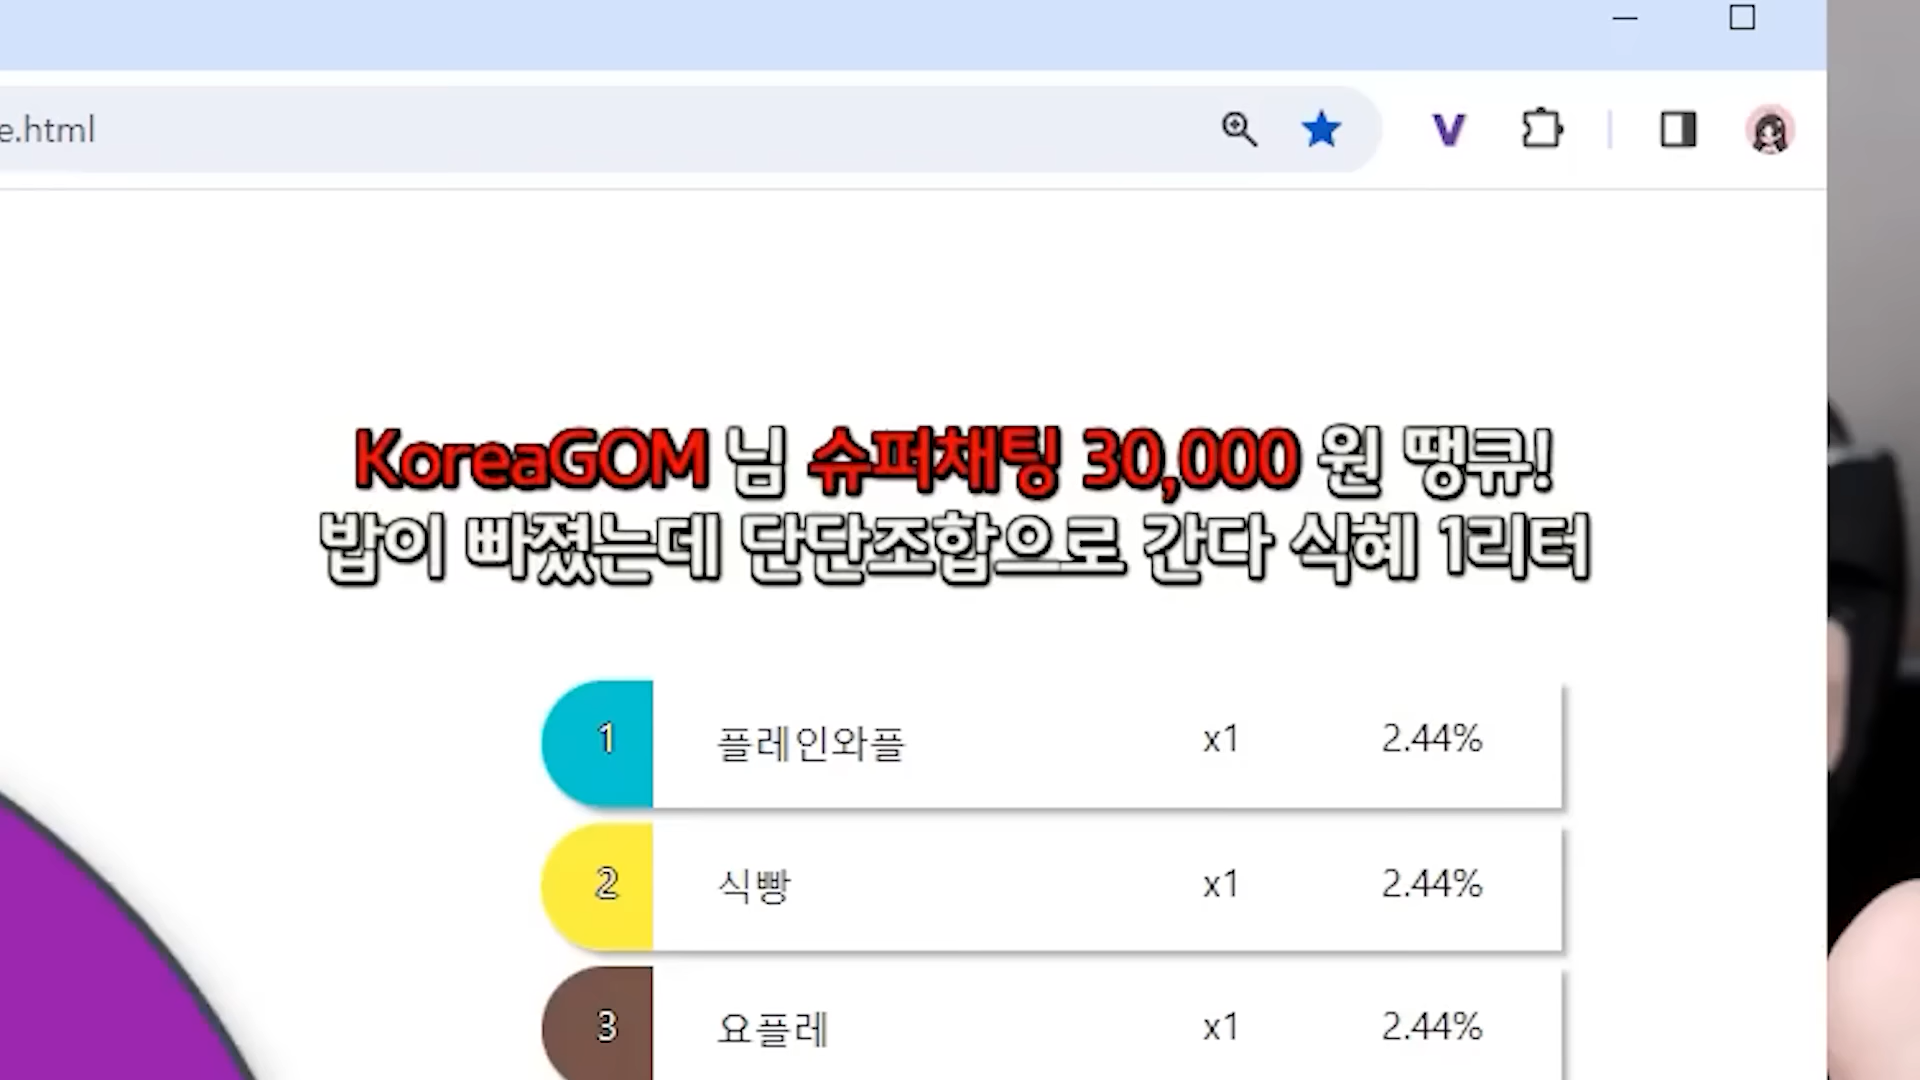 e.html
KoreaGOM 님 슈퍼채팅 30,000 원 땡큐!
밥이 빠졌는데 단단조합으로 간다 식혜 1리터
1 플레인와플 x1 2.44%
2 식빵 x1 2.44%
3 요플레 x1 2.44%